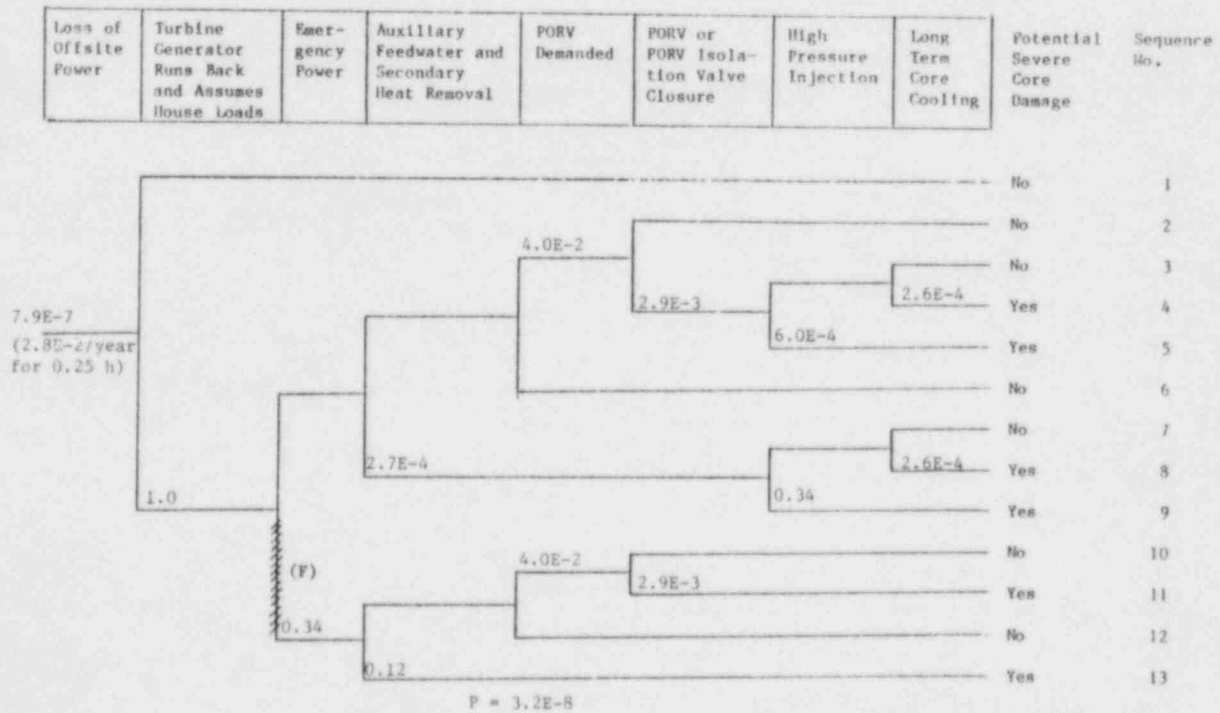 Loss of Offsite Power
Turbine Generator Runs Back and Assumes House Loads
Emer- gency Power
Auxiliary Feedwater and Secondary Heat Removal
PORV Demanded
PORV or PORV Isola- tion Valve Closure
High Pressure Injection
Long Term Core Cooling
Potential Severe Core Damage
Sequence No.
No 1
No 2
4.0E-2
No 3
2.9E-3
2.6E-4
Yes 4
7.9E-7
(2.8E-2/year
for 0.25 h)
6.0E-4
Yes 5
No 6
No 7
2.7E-4
2.6E-4
Yes 8
1.0
0.34
Yes 9
4.0E-2
No 10
(F)
2.9E-3
Yes 11
0.34
No 12
0.12
Yes 13
P = 3.2E-8